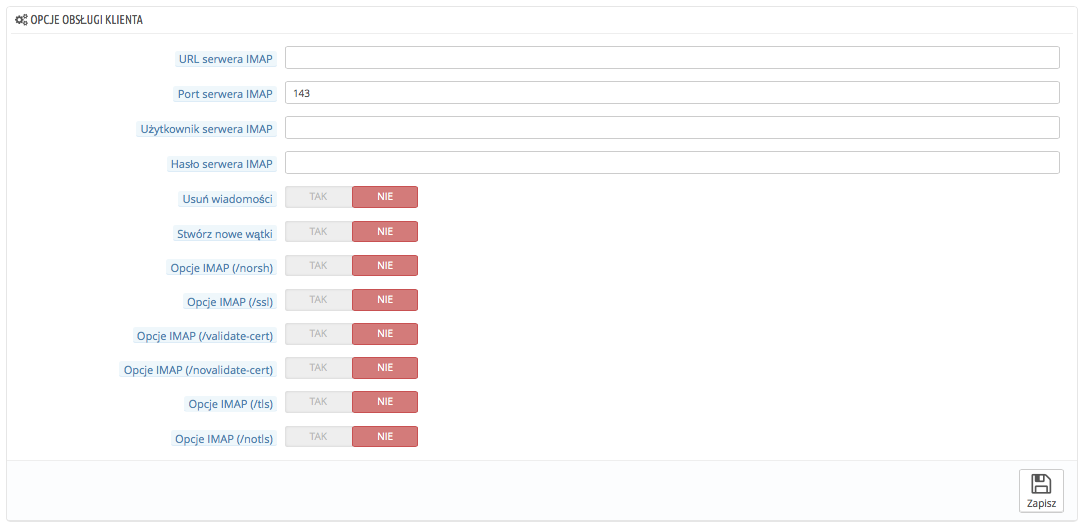 OPCJE OBSŁUGI KLIENTA
URL serwera IMAP
Port serwera IMAP 143
Użytkownik serwera IMAP
Hasło serwera IMAP
Usuń wiadomości TAK NIE
Stwórz nowe wątki TAK NIE
Opcje IMAP (/norsh) TAK NIE
Opcje IMAP (/ssl) TAK NIE
Opcje IMAP (/validate-cert) TAK NIE
Opcje IMAP (/novalidate-cert) TAK NIE
Opcje IMAP (/tls) TAK NIE
Opcje IMAP (/notls) TAK NIE
Zapisz